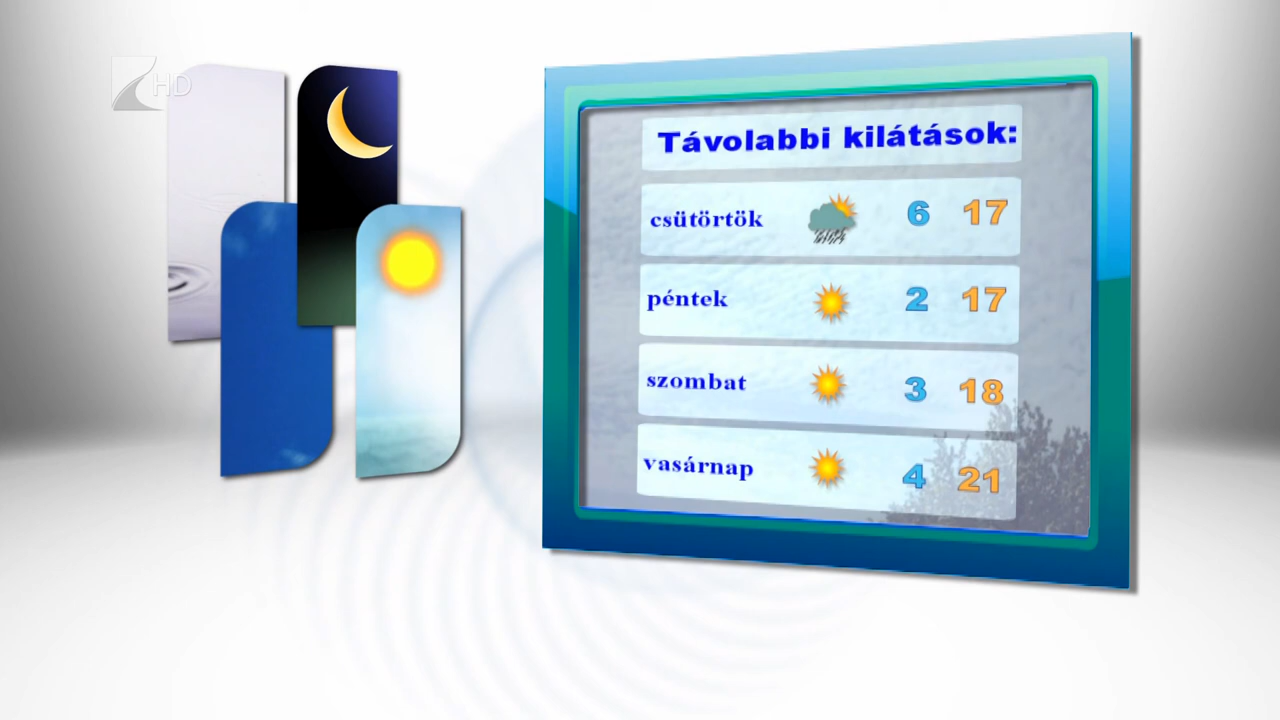 HD
Távolabbi kilátások:
csütörtök 6 17
péntek 2 17
szombat 3 18
vasárnap 4 21